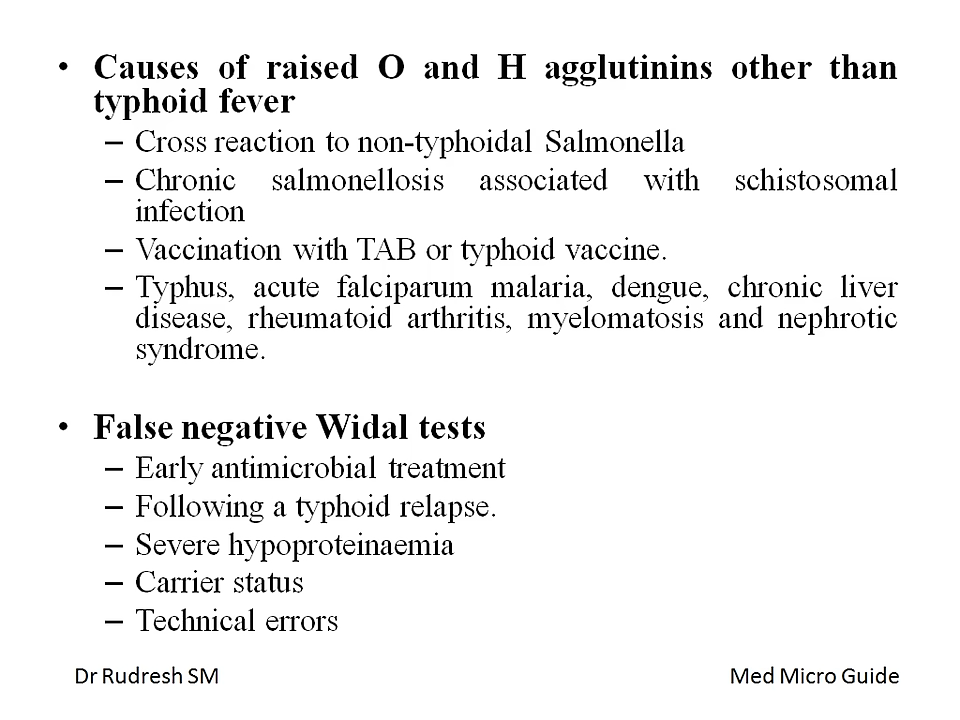 • Causes of raised O and H agglutinins other than
typhoid fever
– Cross reaction to non-typhoidal Salmonella
– Chronic salmonellosis associated with schistosomal
infection
– Vaccination with TAB or typhoid vaccine.
– Typhus, acute falciparum malaria, dengue, chronic liver
disease, rheumatoid arthritis, myelomatosis and nephrotic
syndrome.
• False negative Widal tests
– Early antimicrobial treatment
– Following a typhoid relapse.
– Severe hypoproteinaemia
– Carrier status
– Technical errors
Dr Rudresh SM Med Micro Guide